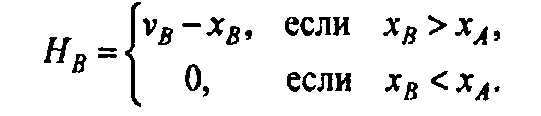 H_B = { v_B − x_B, если x_B > x_A,
0, если x_B < x_A.